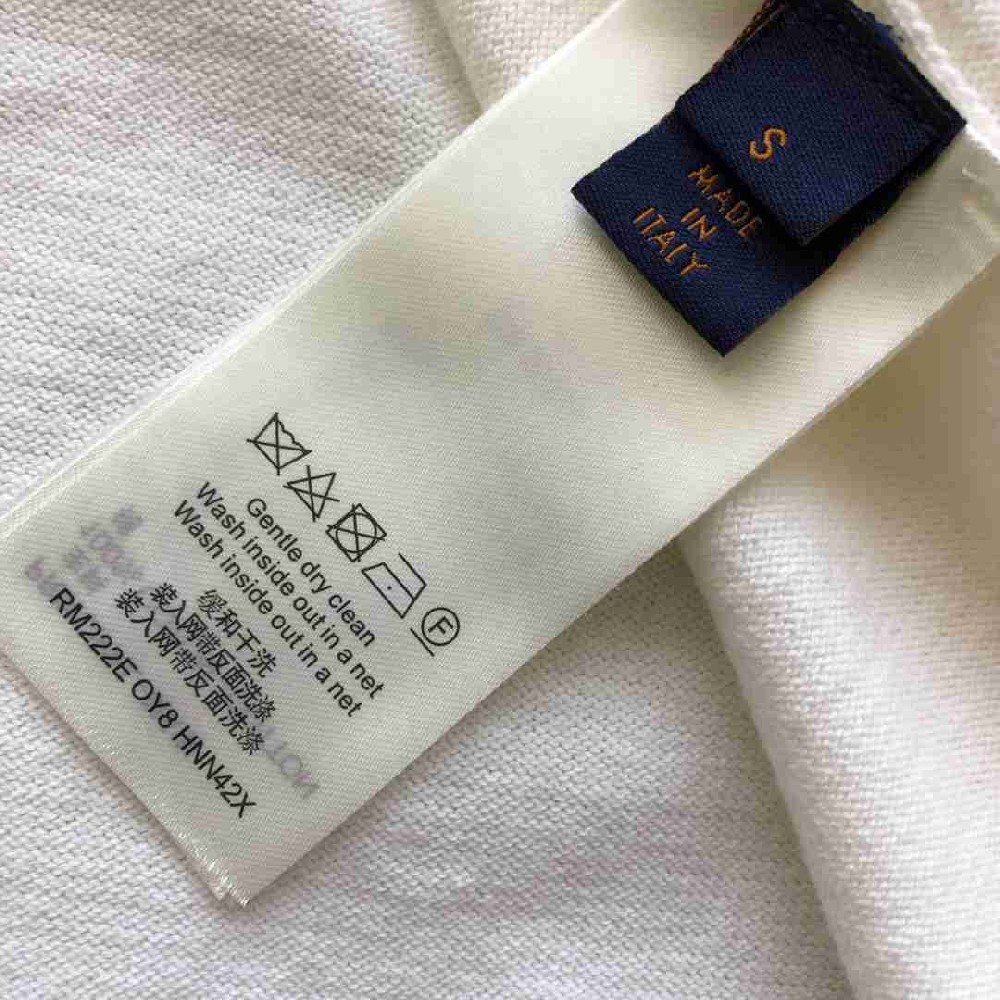 S
MADE
IN
ITALY
F
Gentle dry clean
Wash inside out in a net
Wash inside out in a net
缓和干洗
装入网带反面洗涤
装入网带反面洗涤
RM222E OY8 HNN42X